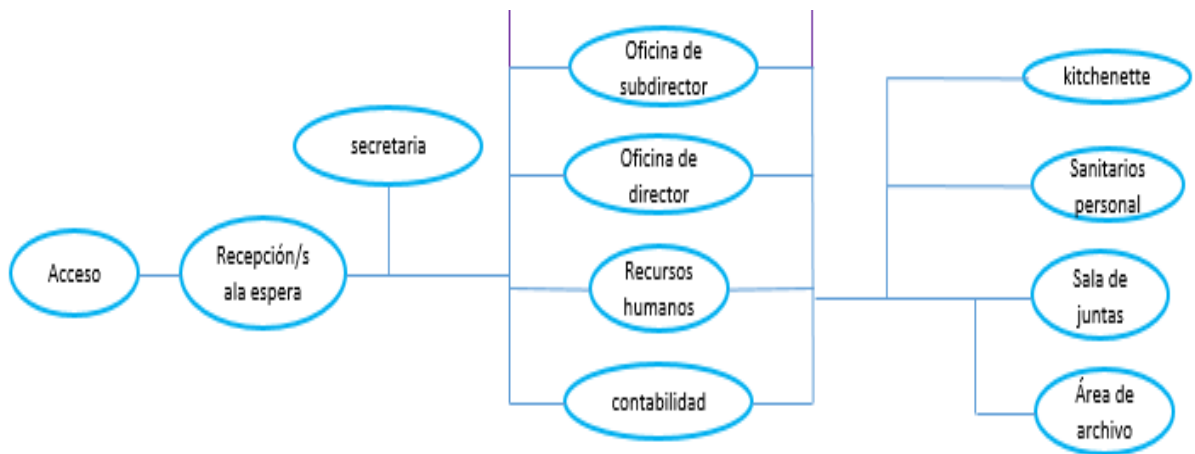 Acceso
Recepción/s
ala espera
secretaria
Oficina de
subdirector
Oficina de
director
Recursos
humanos
contabilidad
kitchenette
Sanitarios
personal
Sala de
juntas
Área de
archivo